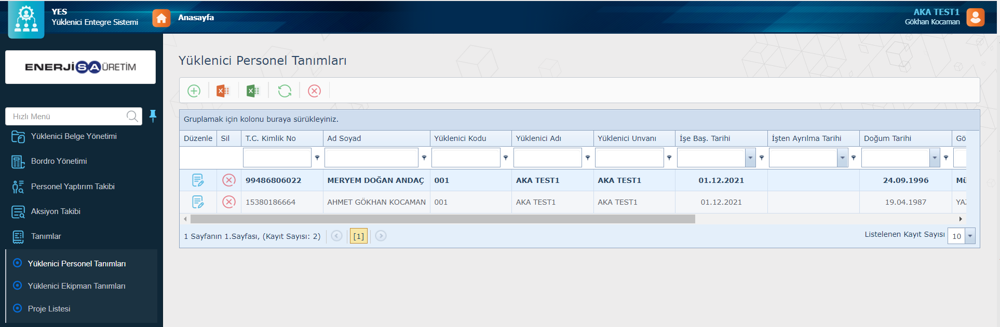 YES
Yüklenici Entegre Sistemi
Anasayfa
AKA TEST1
Gökhan Kocaman
ENERJİSA ÜRETİM
Hızlı Menü
Yüklenici Belge Yönetimi
Bordro Yönetimi
Personel Yaptırım Takibi
Aksiyon Takibi
Tanımlar
Yüklenici Personel Tanımları
Yüklenici Ekipman Tanımları
Proje Listesi
Yüklenici Personel Tanımları
Gruplamak için kolonu buraya sürükleyiniz.
Düzenle Sil T.C. Kimlik No Ad Soyad Yüklenici Kodu Yüklenici Adı Yüklenici Unvanı İşe Baş. Tarihi İşten Ayrılma Tarihi Doğum Tarihi Gö
99486806022 MERYEM DOĞAN ANDAÇ 001 AKA TEST1 AKA TEST1 01.12.2021 24.09.1996 Mü
15380186664 AHMET GÖKHAN KOCAMAN 001 AKA TEST1 AKA TEST1 01.12.2021 19.04.1987 YAZ
1 Sayfanın 1.Sayfası, (Kayıt Sayısı: 2) [1] Listelenen Kayıt Sayısı 10